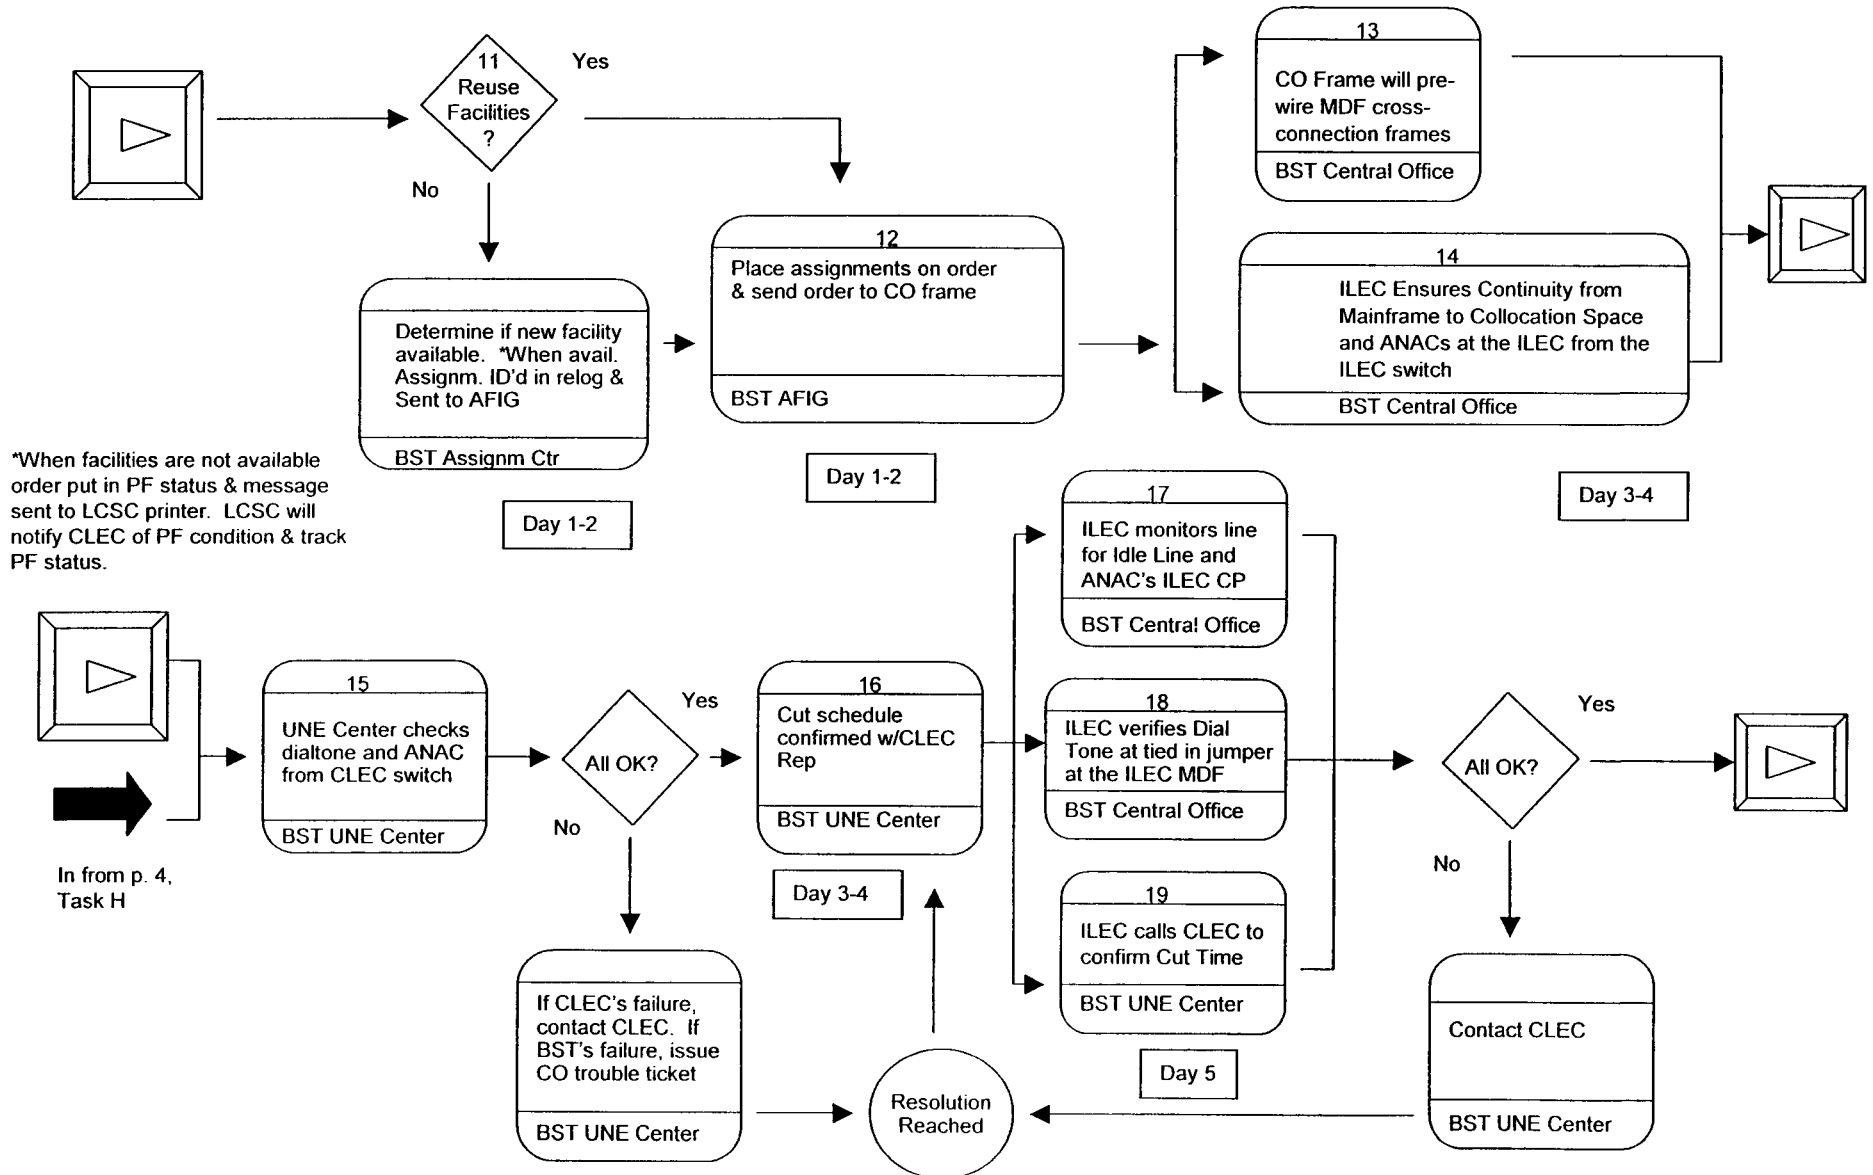 11
Reuse
Facilities
?
Yes
No
Determine if new facility
available. *When avail.
Assignm. ID'd in relog &
Sent to AFIG
BST Assignm Ctr
Day 1-2
12
Place assignments on order
& send order to CO frame
BST AFIG
Day 1-2
13
CO Frame will pre-
wire MDF cross-
connection frames
BST Central Office
14
ILEC Ensures Continuity from
Mainframe to Collocation Space
and ANACs at the ILEC from the
ILEC switch
BST Central Office
Day 3-4
*When facilities are not available
order put in PF status & message
sent to LCSC printer. LCSC will
notify CLEC of PF condition & track
PF status.
In from p. 4,
Task H
15
UNE Center checks
dialtone and ANAC
from CLEC switch
BST UNE Center
All OK?
Yes
No
If CLEC's failure,
contact CLEC. If
BST's failure, issue
CO trouble ticket
BST UNE Center
16
Cut schedule
confirmed w/CLEC
Rep
BST UNE Center
Day 3-4
Resolution
Reached
17
ILEC monitors line
for Idle Line and
ANAC's ILEC CP
BST Central Office
18
ILEC verifies Dial
Tone at tied in jumper
at the ILEC MDF
BST Central Office
19
ILEC calls CLEC to
confirm Cut Time
BST UNE Center
Day 5
All OK?
Yes
No
Contact CLEC
BST UNE Center